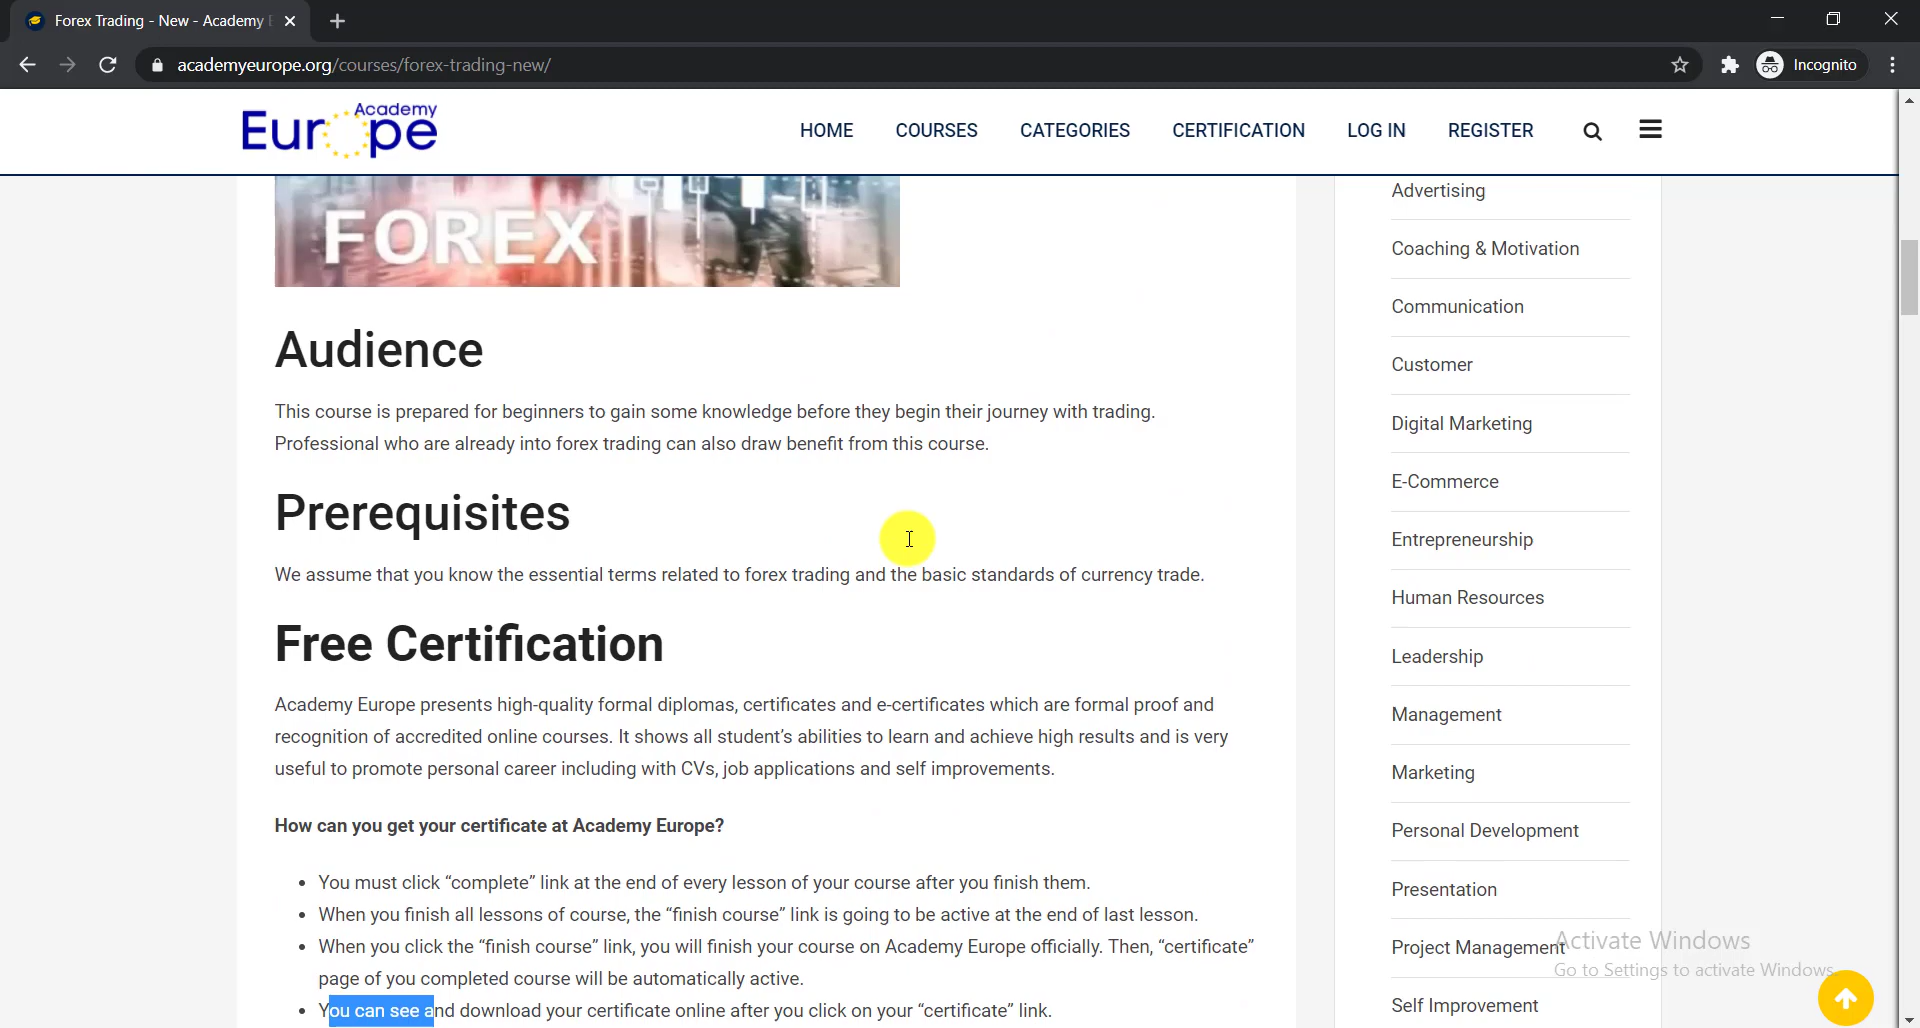 Forex Trading - New - Academy
academyeurope.org/courses/forex-trading-new/
Incognito
Academy
Europe
HOME
COURSES
CATEGORIES
CERTIFICATION
LOG IN
REGISTER
FOREX
Audience
This course is prepared for beginners to gain some knowledge before they begin their journey with trading.
Professional who are already into forex trading can also draw benefit from this course.
Prerequisites
We assume that you know the essential terms related to forex trading and the basic standards of currency trade.
Free Certification
Academy Europe presents high-quality formal diplomas, certificates and e-certificates which are formal proof and
recognition of accredited online courses. It shows all student’s abilities to learn and achieve high results and is very
useful to promote personal career including with CVs, job applications and self improvements.
How can you get your certificate at Academy Europe?
• You must click “complete” link at the end of every lesson of your course after you finish them.
• When you finish all lessons of course, the “finish course” link is going to be active at the end of last lesson.
• When you click the “finish course” link, you will finish your course on Academy Europe officially. Then, “certificate”
page of you completed course will be automatically active.
• You can see and download your certificate online after you click on your “certificate” link.
Advertising
Coaching & Motivation
Communication
Customer
Digital Marketing
E-Commerce
Entrepreneurship
Human Resources
Leadership
Management
Marketing
Personal Development
Presentation
Project Management
Self Improvement
Activate Windows
Go to Settings to activate Windows.